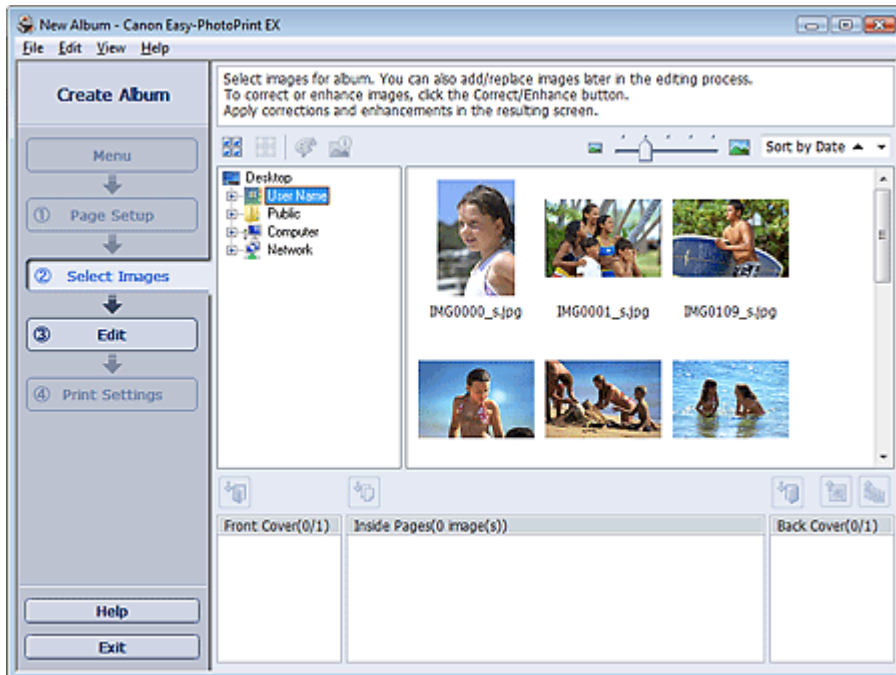 New Album - Canon Easy-PhotoPrint EX
File Edit View Help
Create Album
Menu
① Page Setup
② Select Images
③ Edit
④ Print Settings
Help
Exit
Select images for album. You can also add/replace images later in the editing process.
To correct or enhance images, click the Correct/Enhance button.
Apply corrections and enhancements in the resulting screen.
Sort by Date
Desktop
User Name
Public
Computer
Network
IMG0000_s.jpg IMG0001_s.jpg IMG0109_s.jpg
Front Cover(0/1) Inside Pages(0 image(s)) Back Cover(0/1)